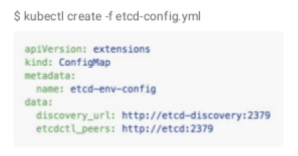 $ kubectl create -f etcd-config.yml
apiVersion: extensions
kind: ConfigMap
metadata:
  name: etcd-env-config
data:
  discovery_url: http://etcd-discovery:2379
  etcdctl_peers: http://etcd:2379